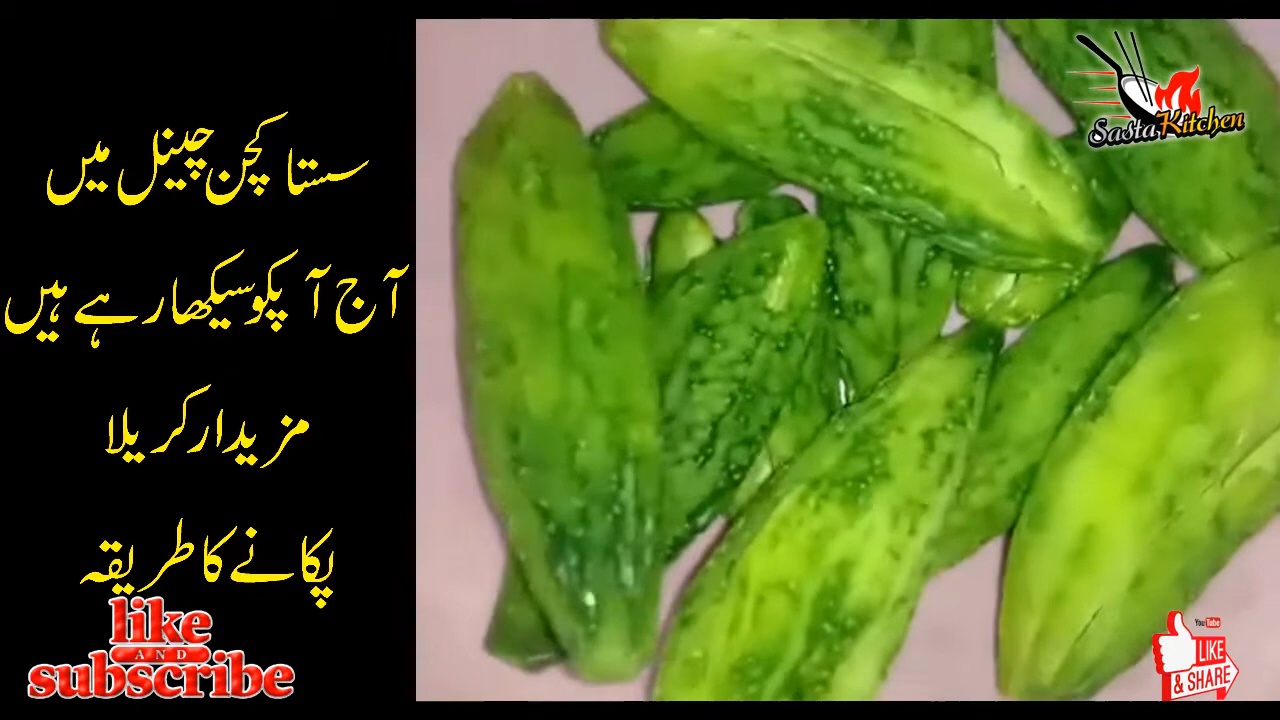 سستا کچن چینل میں
آج آپکو سیکھا رہے ہیں
مزیدار کریلا
پکانے کا طریقہ
like
AND
subscribe
Sasta Kitchen
YouTube
LIKE
& SHARE